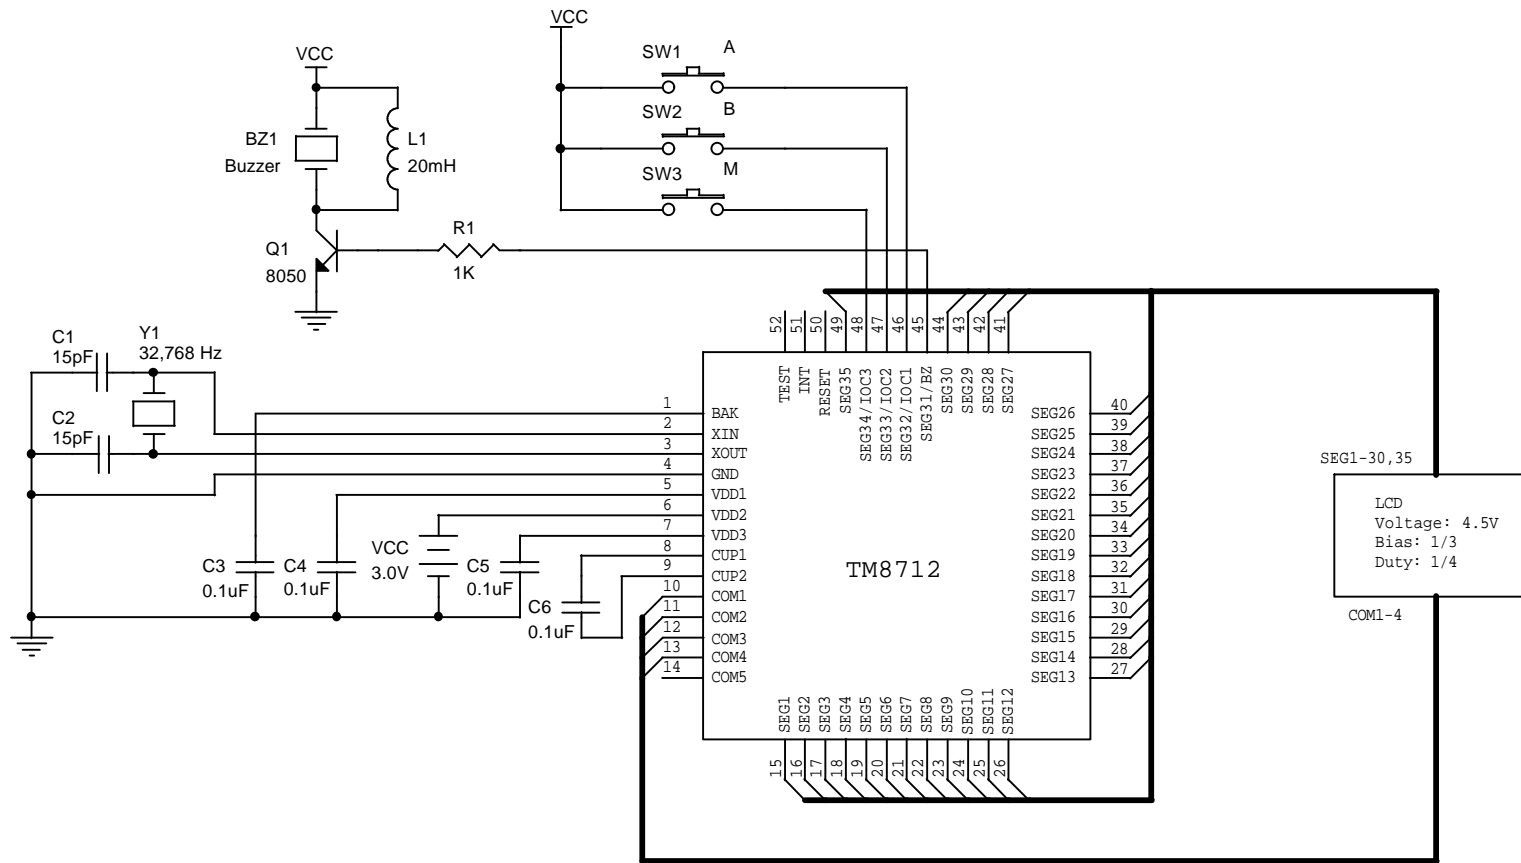 VCC
VCC
SW1 A
SW2 B
SW3 M
BZ1
Buzzer
L1
20mH
Q1
8050
R1
1K
C1
15pF
Y1
32,768 Hz
C2
15pF
C3
0.1uF
C4
0.1uF
VCC
3.0V
C5
0.1uF
C6
0.1uF
52 51 50 49 48 47 46 45 44 43 42 41
TEST
INT
RESET
SEG35
SEG34/IOC3
SEG33/IOC2
SEG32/IOC1
SEG31/BZ
SEG30
SEG29
SEG28
SEG27
1 BAK
2 XIN
3 XOUT
4 GND
5 VDD1
6 VDD2
7 VDD3
8 CUP1
9 CUP2
10 COM1
11 COM2
12 COM3
13 COM4
14 COM5
TM8712
SEG26 40
SEG25 39
SEG24 38
SEG23 37
SEG22 36
SEG21 35
SEG20 34
SEG19 33
SEG18 32
SEG17 31
SEG16 30
SEG15 29
SEG14 28
SEG13 27
SEG1
SEG2
SEG3
SEG4
SEG5
SEG6
SEG7
SEG8
SEG9
SEG10
SEG11
SEG12
15 16 17 18 19 20 21 22 23 24 25 26
SEG1-30,35
LCD
Voltage: 4.5V
Bias: 1/3
Duty: 1/4
COM1-4